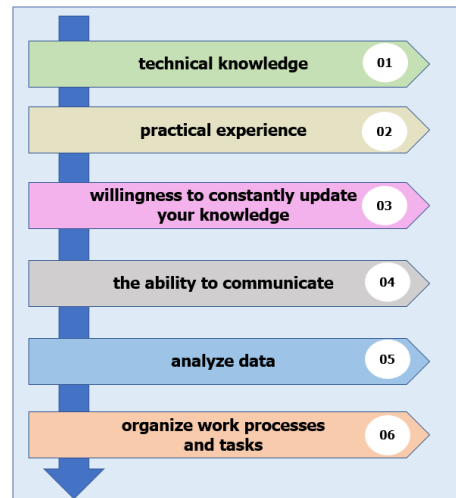 technical knowledge 01
practical experience 02
willingness to constantly update
your knowledge 03
the ability to communicate 04
analyze data 05
organize work processes
and tasks 06